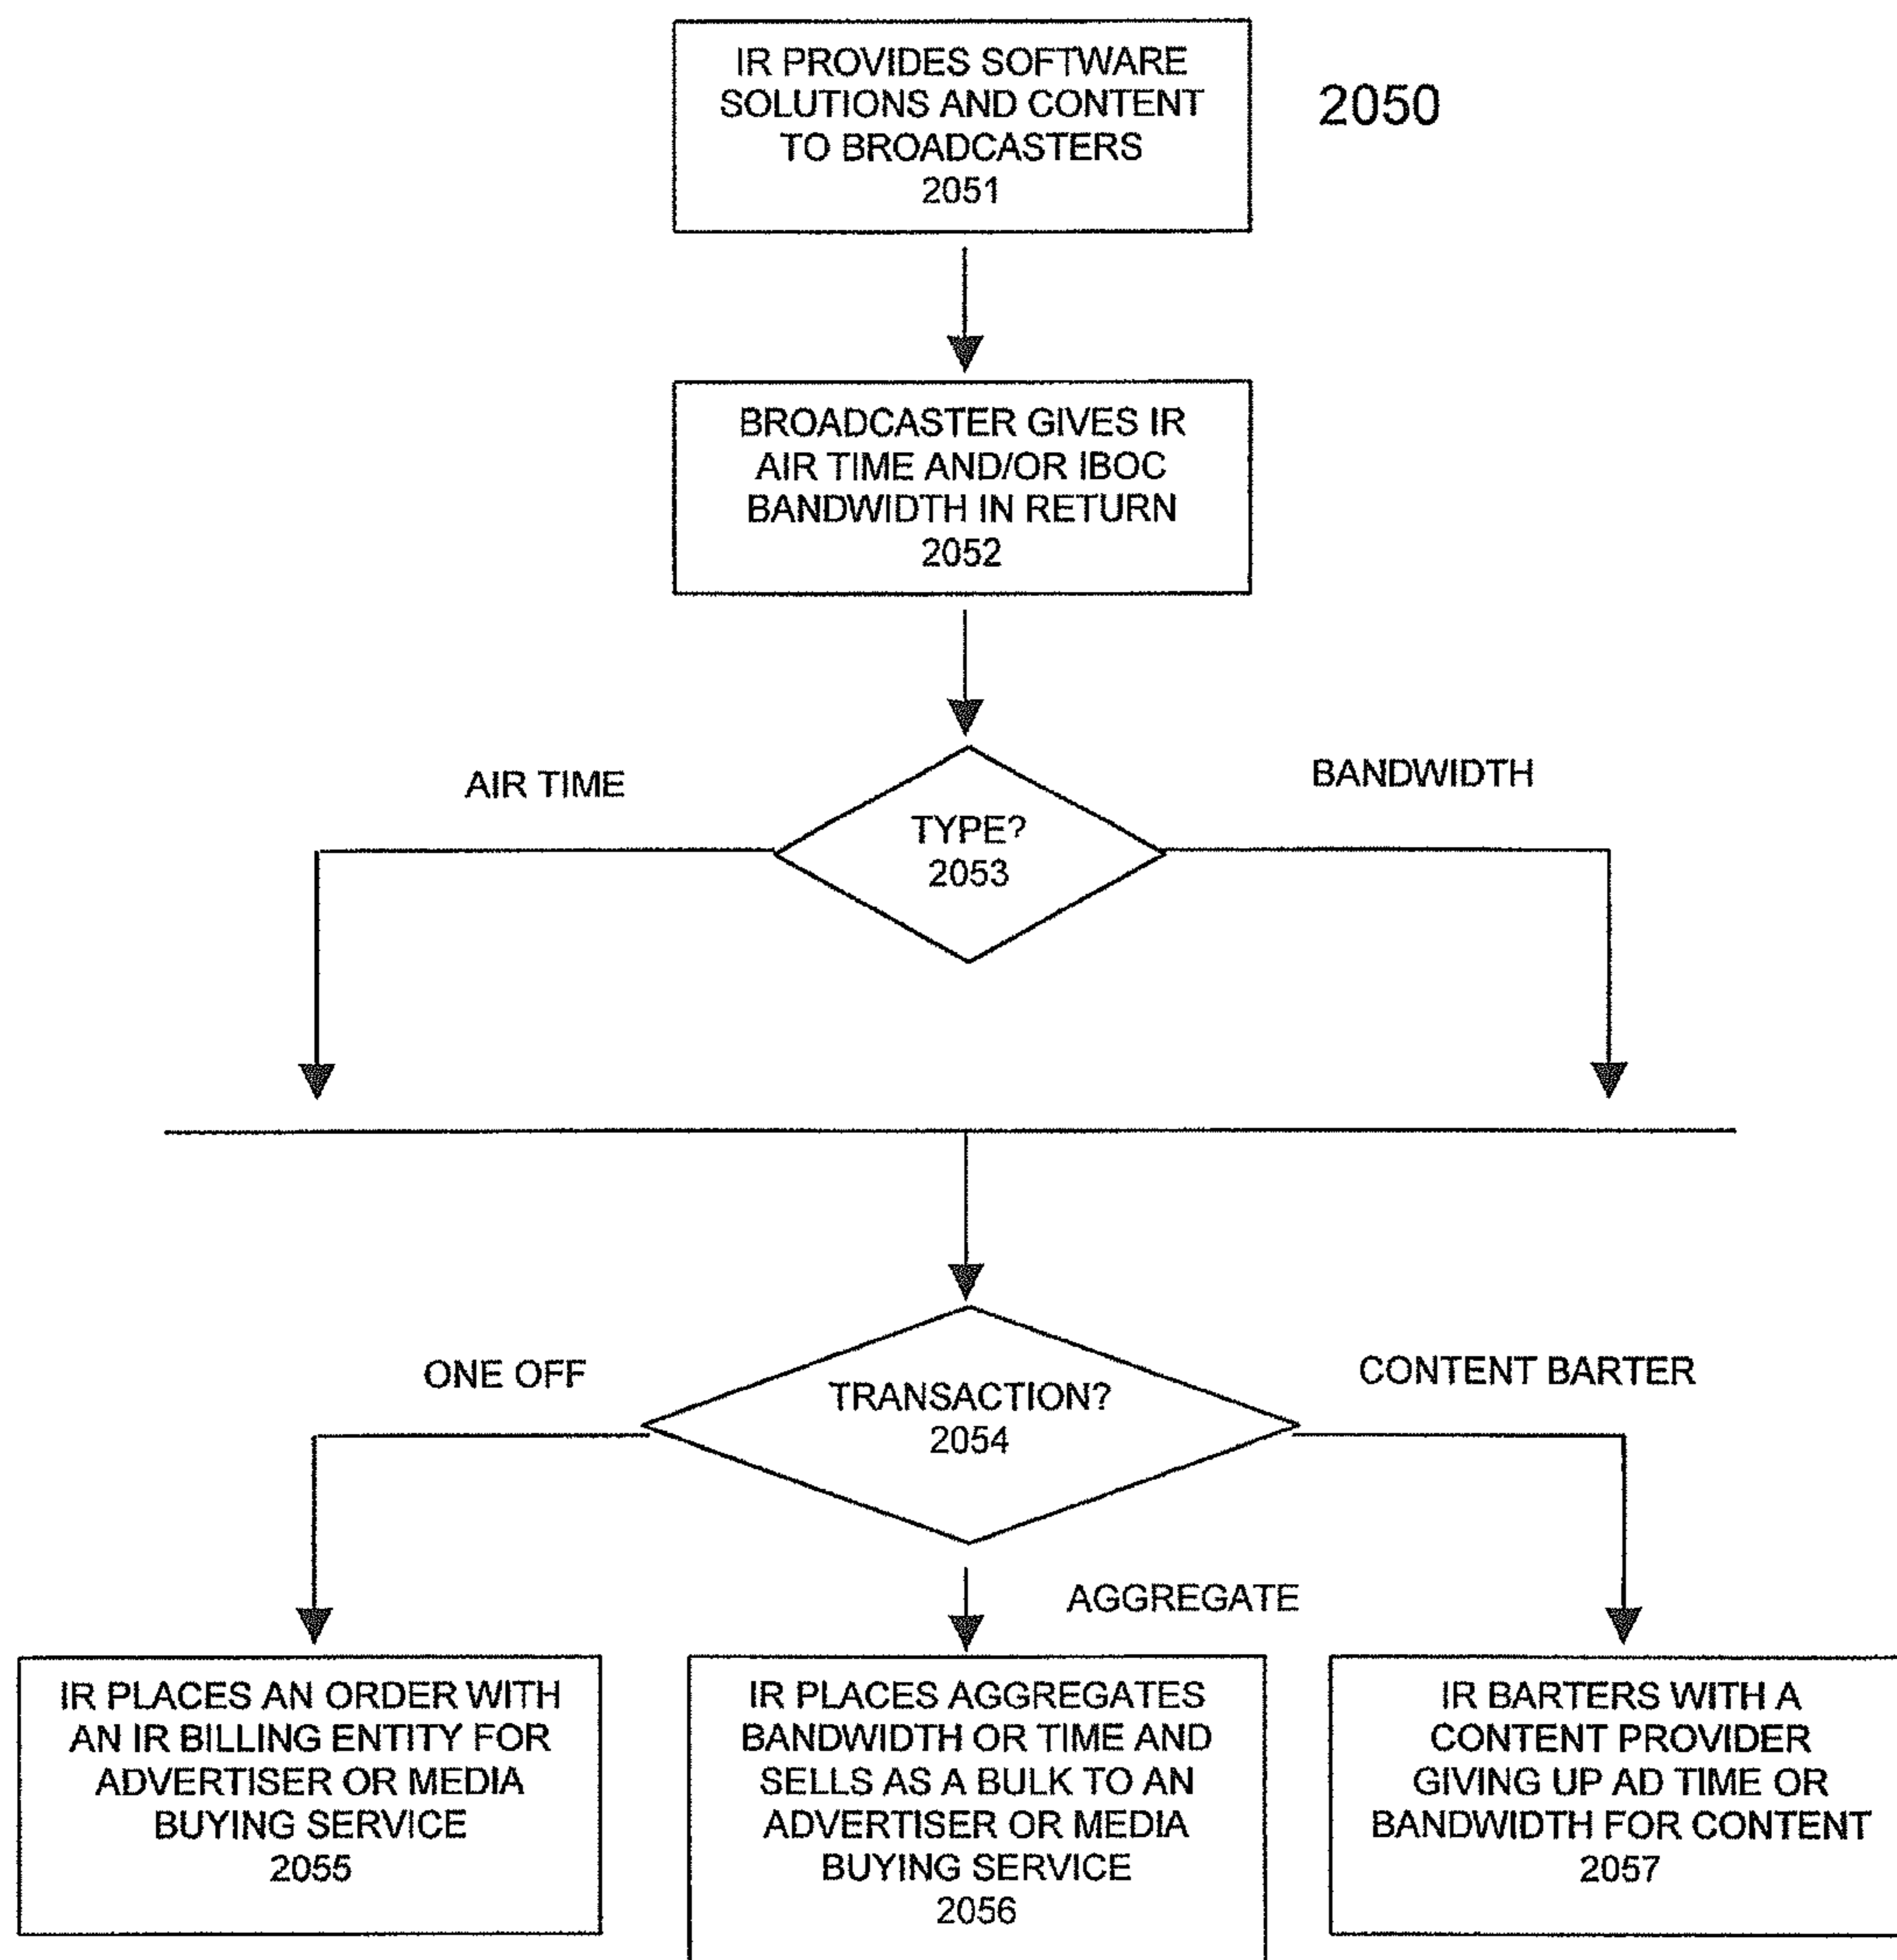 IR PROVIDES SOFTWARE
SOLUTIONS AND CONTENT
TO BROADCASTERS
2051
2050
BROADCASTER GIVES IR
AIR TIME AND/OR IBOC
BANDWIDTH IN RETURN
2052
AIR TIME
BANDWIDTH
TYPE?
2053
ONE OFF
CONTENT BARTER
TRANSACTION?
2054
AGGREGATE
IR PLACES AN ORDER WITH
AN IR BILLING ENTITY FOR
ADVERTISER OR MEDIA
BUYING SERVICE
2055
IR PLACES AGGREGATES
BANDWIDTH OR TIME AND
SELLS AS A BULK TO AN
ADVERTISER OR MEDIA
BUYING SERVICE
2056
IR BARTERS WITH A
CONTENT PROVIDER
GIVING UP AD TIME OR
BANDWIDTH FOR CONTENT
2057